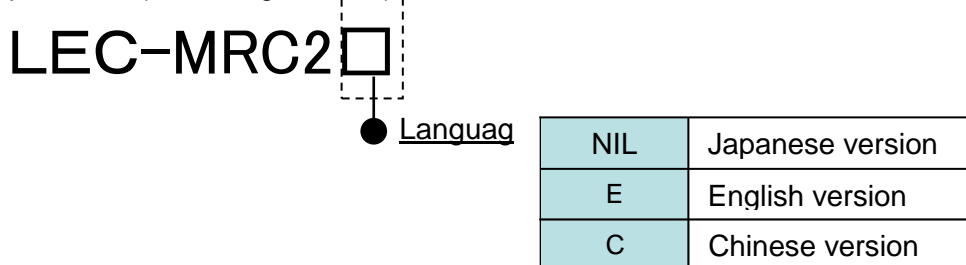 LEC-MRC2□
Languag
NIL Japanese version
E English version
C Chinese version